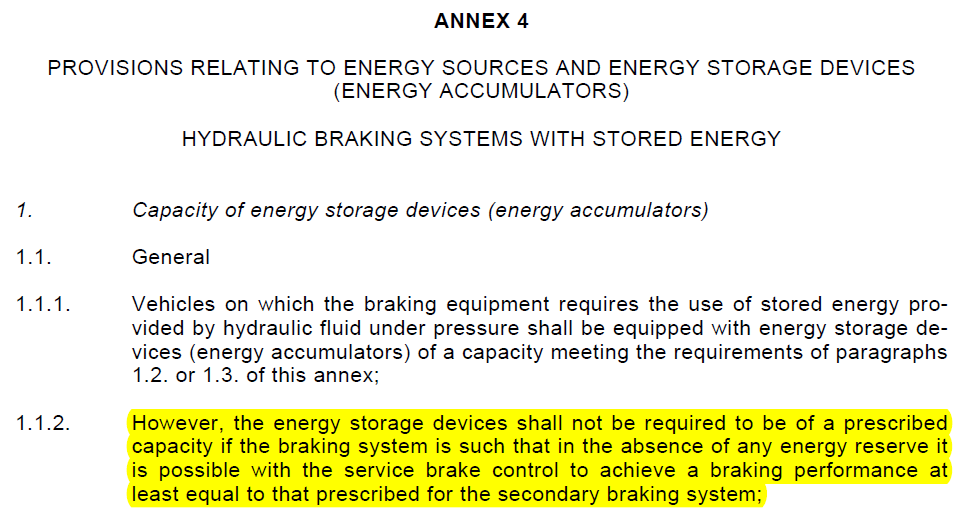 ANNEX 4
PROVISIONS RELATING TO ENERGY SOURCES AND ENERGY STORAGE DEVICES
(ENERGY ACCUMULATORS)
HYDRAULIC BRAKING SYSTEMS WITH STORED ENERGY
1. Capacity of energy storage devices (energy accumulators)
1.1. General
1.1.1. Vehicles on which the braking equipment requires the use of stored energy pro-
vided by hydraulic fluid under pressure shall be equipped with energy storage de-
vices (energy accumulators) of a capacity meeting the requirements of paragraphs
1.2. or 1.3. of this annex;
1.1.2. However, the energy storage devices shall not be required to be of a prescribed
capacity if the braking system is such that in the absence of any energy reserve it
is possible with the service brake control to achieve a braking performance at
least equal to that prescribed for the secondary braking system;